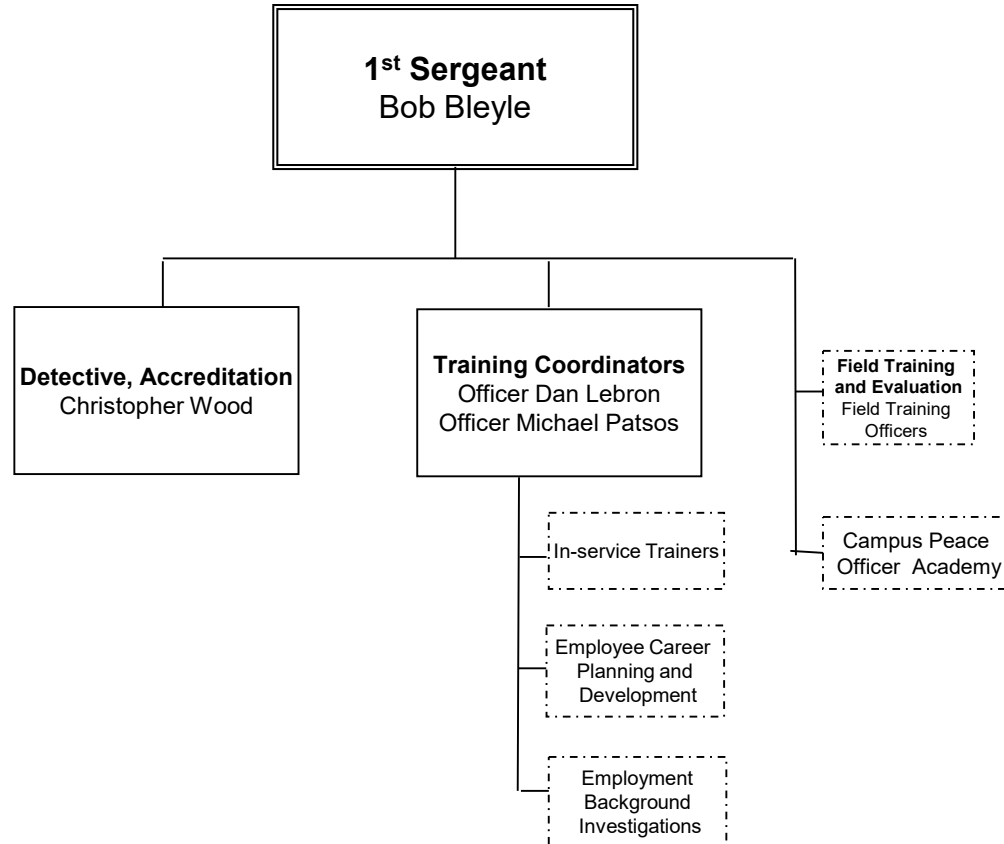 1st Sergeant
Bob Bleyle
Detective, Accreditation
Christopher Wood
Training Coordinators
Officer Dan Lebron
Officer Michael Patsos
Field Training
and Evaluation
Field Training
Officers
Campus Peace
Officer Academy
In-service Trainers
Employee Career
Planning and
Development
Employment
Background
Investigations